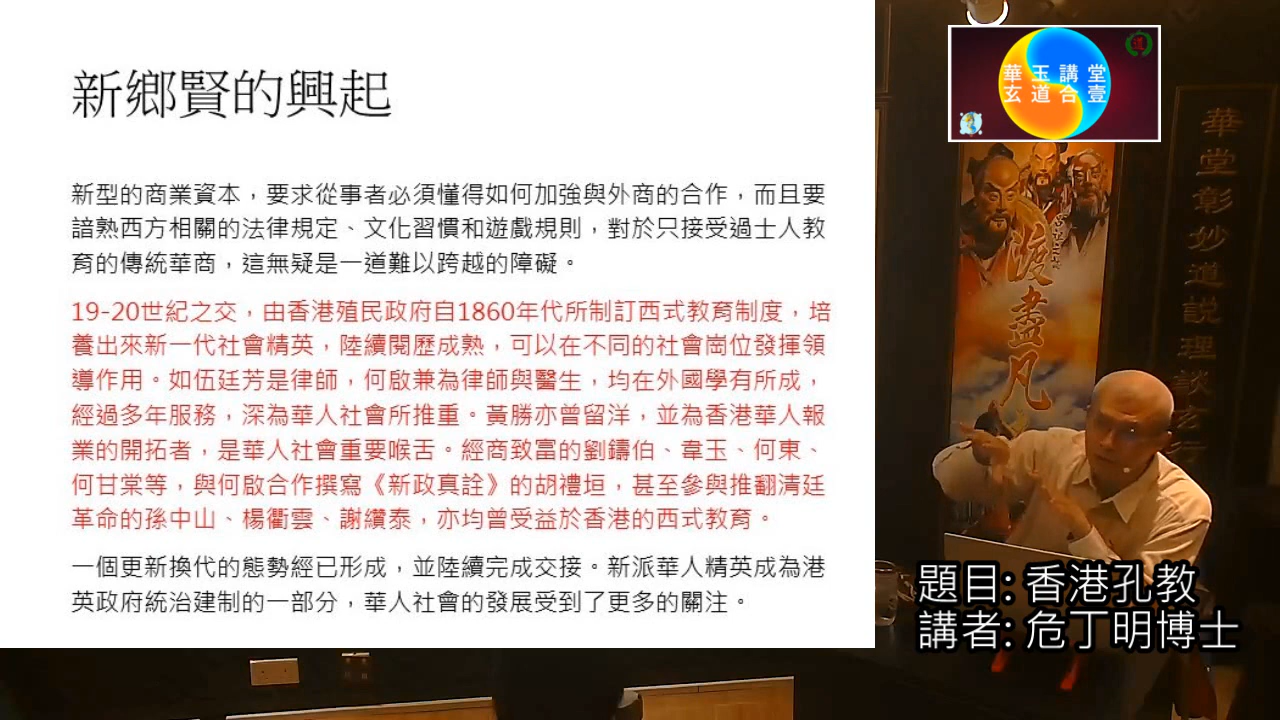 新鄉賢的興起
新型的商業資本，要求從事者必須懂得如何加強與外商的合作，而且要
諳熟西方相關的法律規定、文化習慣和遊戲規則，對於只接受過士人教
育的傳統華商，這無疑是一道難以跨越的障礙。
19-20世紀之交，由香港殖民政府自1860年代所制訂西式教育制度，培
養出來新一代社會精英，陸續閱歷成熟，可以在不同的社會崗位發揮領
導作用。如伍廷芳是律師，何啟兼為律師與醫生，均在外國學有所成，
經過多年服務，深為華人社會所推重。黃勝亦曾留洋，並為香港華人報
業的開拓者，是華人社會重要喉舌。經商致富的劉鑄伯、韋玉、何東、
何甘棠等，與何啟合作撰寫《新政真詮》的胡禮垣，甚至參與推翻清廷
革命的孫中山、楊衢雲、謝纘泰，亦均曾受益於香港的西式教育。
一個更新換代的態勢經已形成，並陸續完成交接。新派華人精英成為港
英政府統治建制的一部分，華人社會的發展受到了更多的關注。
華玉講堂
玄道合壹
道
渡盡凡
華堂彰妙道説理談玄行
題目: 香港孔教
講者: 危丁明博士